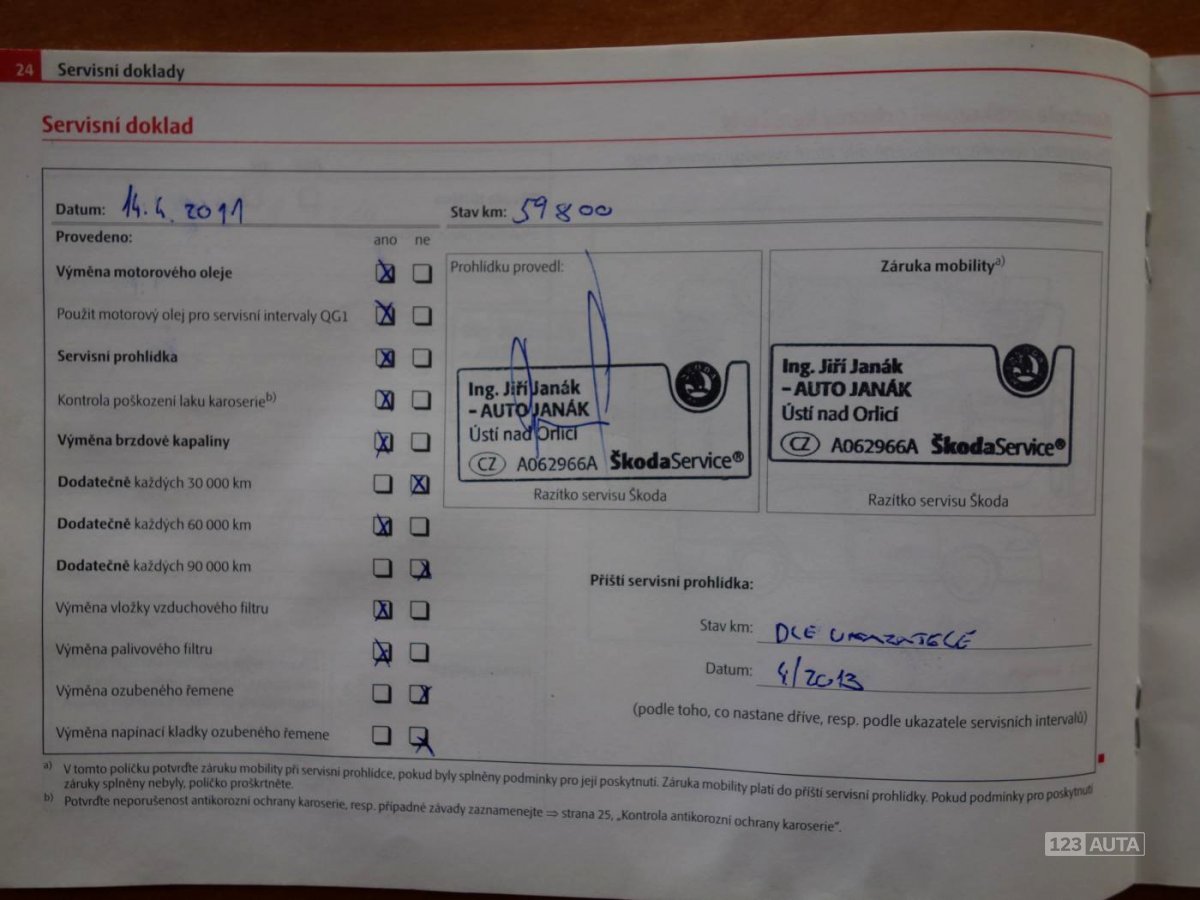 24 Servisní doklady
Servisní doklad
Datum: 14.4.2011
Stav km: 59800
Provedeno: ano ne
Výměna motorového oleje
Použit motorový olej pro servisní intervaly QG1
Servisní prohlídka
Kontrola poškození laku karoserie b)
Výměna brzdové kapaliny
Dodatečně každých 30 000 km
Dodatečně každých 60 000 km
Dodatečně každých 90 000 km
Výměna vložky vzduchového filtru
Výměna palivového filtru
Výměna ozubeného řemene
Výměna napínací kladky ozubeného řemene
Prohlídku provedl:
Ing. Jiří Janák
– AUTO JANÁK
Ústí nad Orlicí
CZ A062966A ŠkodaService®
Razítko servisu Škoda
Záruka mobility a)
Ing. Jiří Janák
– AUTO JANÁK
Ústí nad Orlicí
CZ A062966A ŠkodaService®
Razítko servisu Škoda
Příští servisní prohlídka:
Stav km: DLE UKAZATELE
Datum: 4/2013
(podle toho, co nastane dříve, resp. podle ukazatele servisních intervalů)
a) V tomto políčku potvrďte záruku mobility při servisní prohlídce, pokud byly splněny podmínky pro její poskytnutí. Záruka mobility platí do příští servisní prohlídky. Pokud podmínky pro poskytnutí
záruky splněny nebyly, políčko proškrtněte.
b) Potvrďte neporušenost antikorozní ochrany karoserie, resp. případné závady zaznamenejte ⇒ strana 25, „Kontrola antikorozní ochrany karoserie“.
123 AUTA